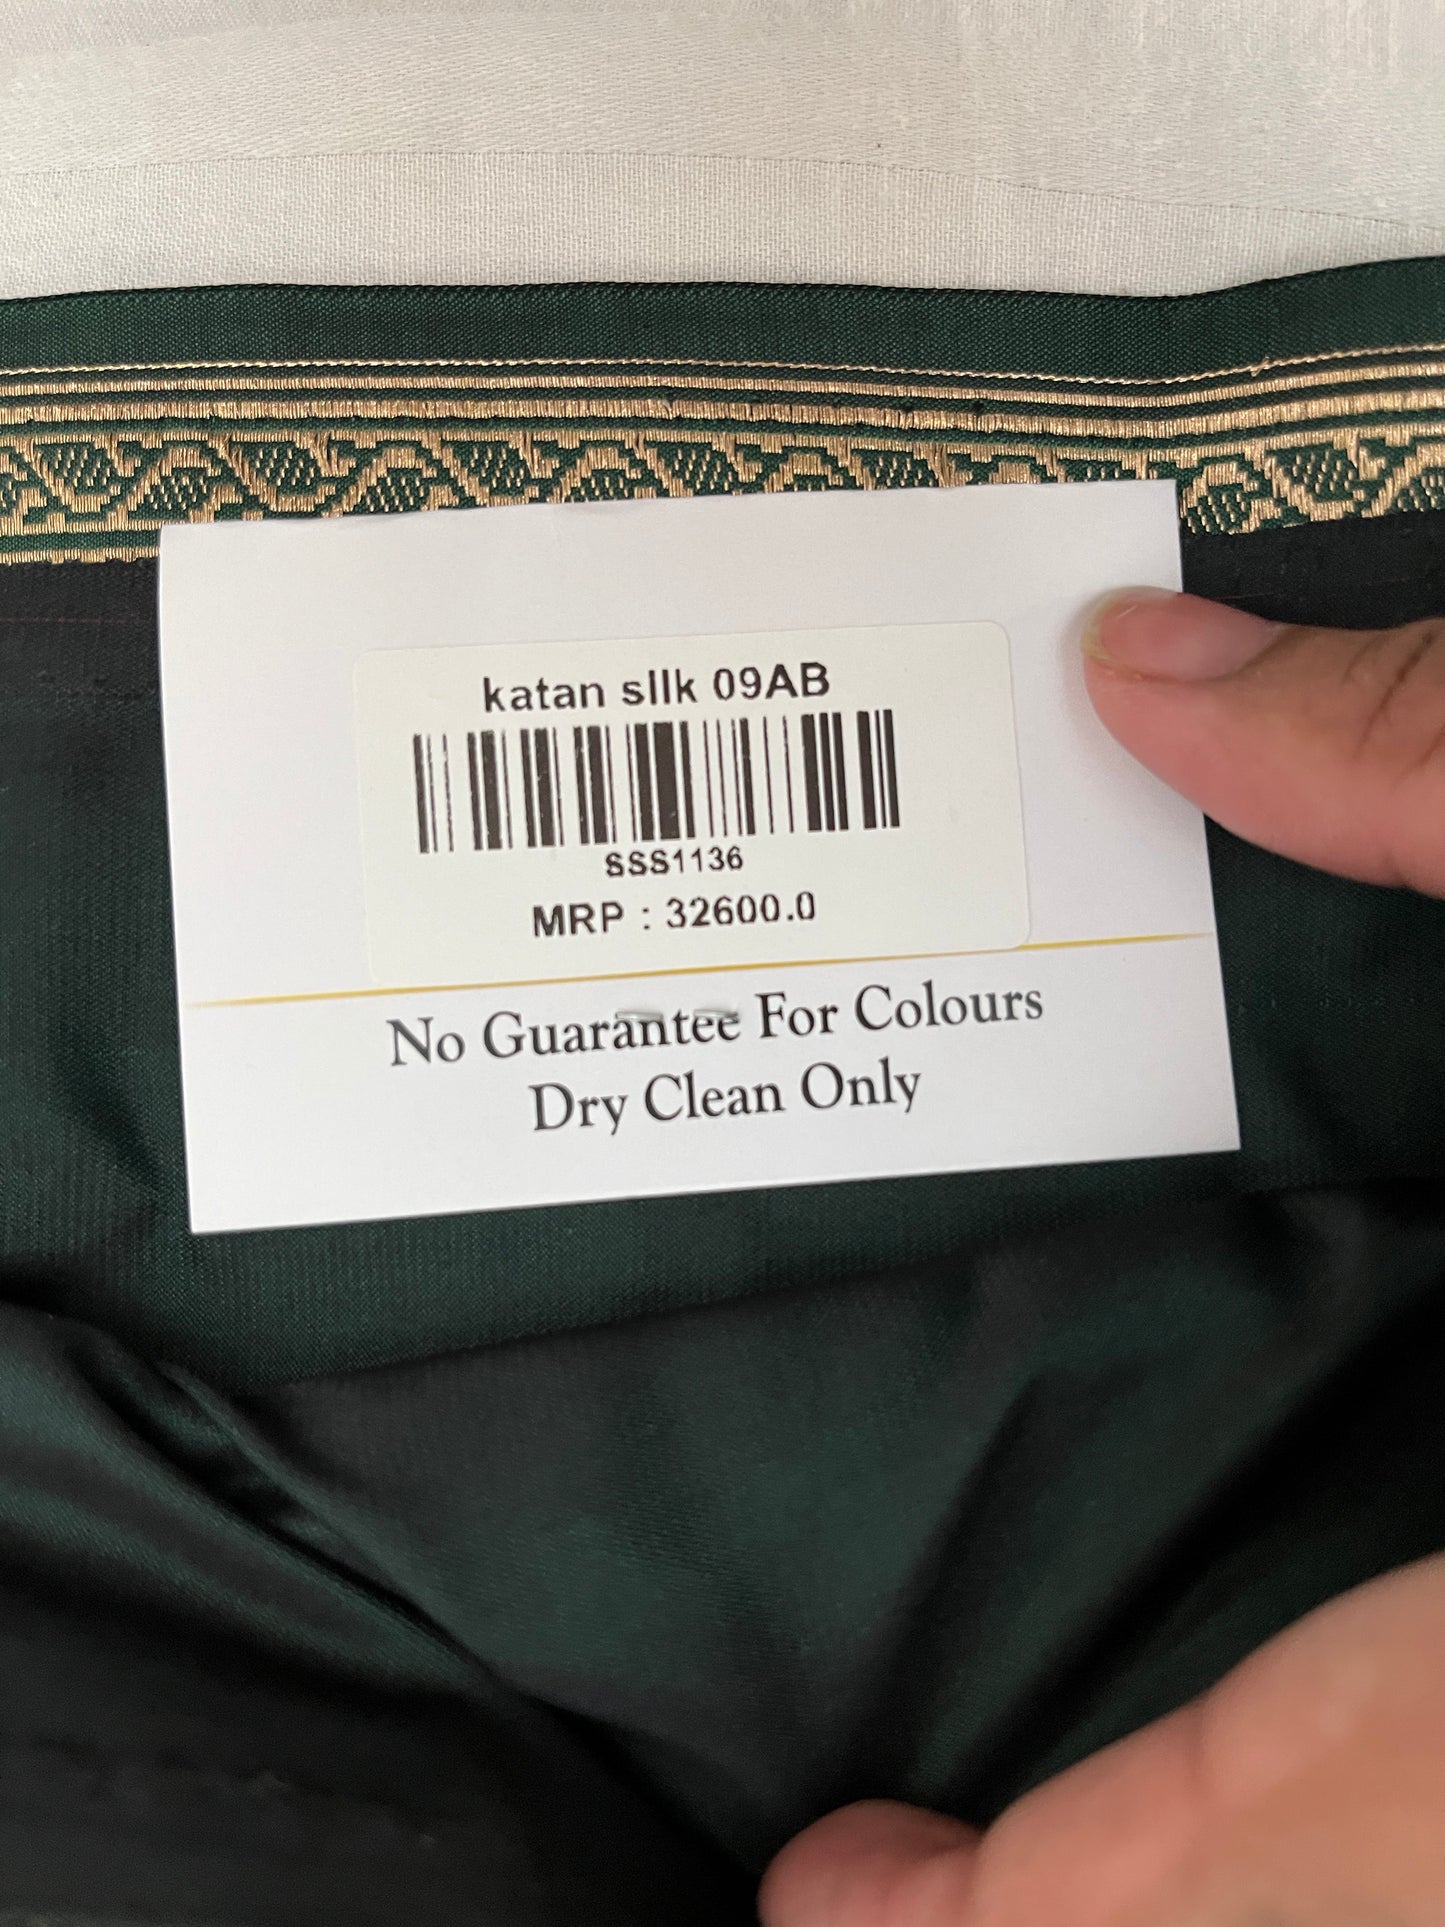 katan sllk 09AB
SSS1136
MRP : 32600.0
No Guarantee For Colours
Dry Clean Only